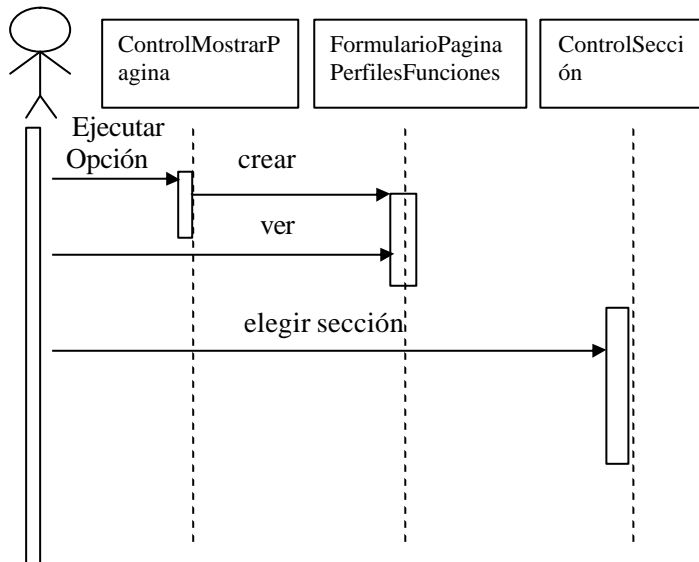 ControlMostrarP
agina
FormularioPagina
PerfilesFunciones
ControlSecci
ón
Ejecutar
Opción
crear
ver
elegir sección